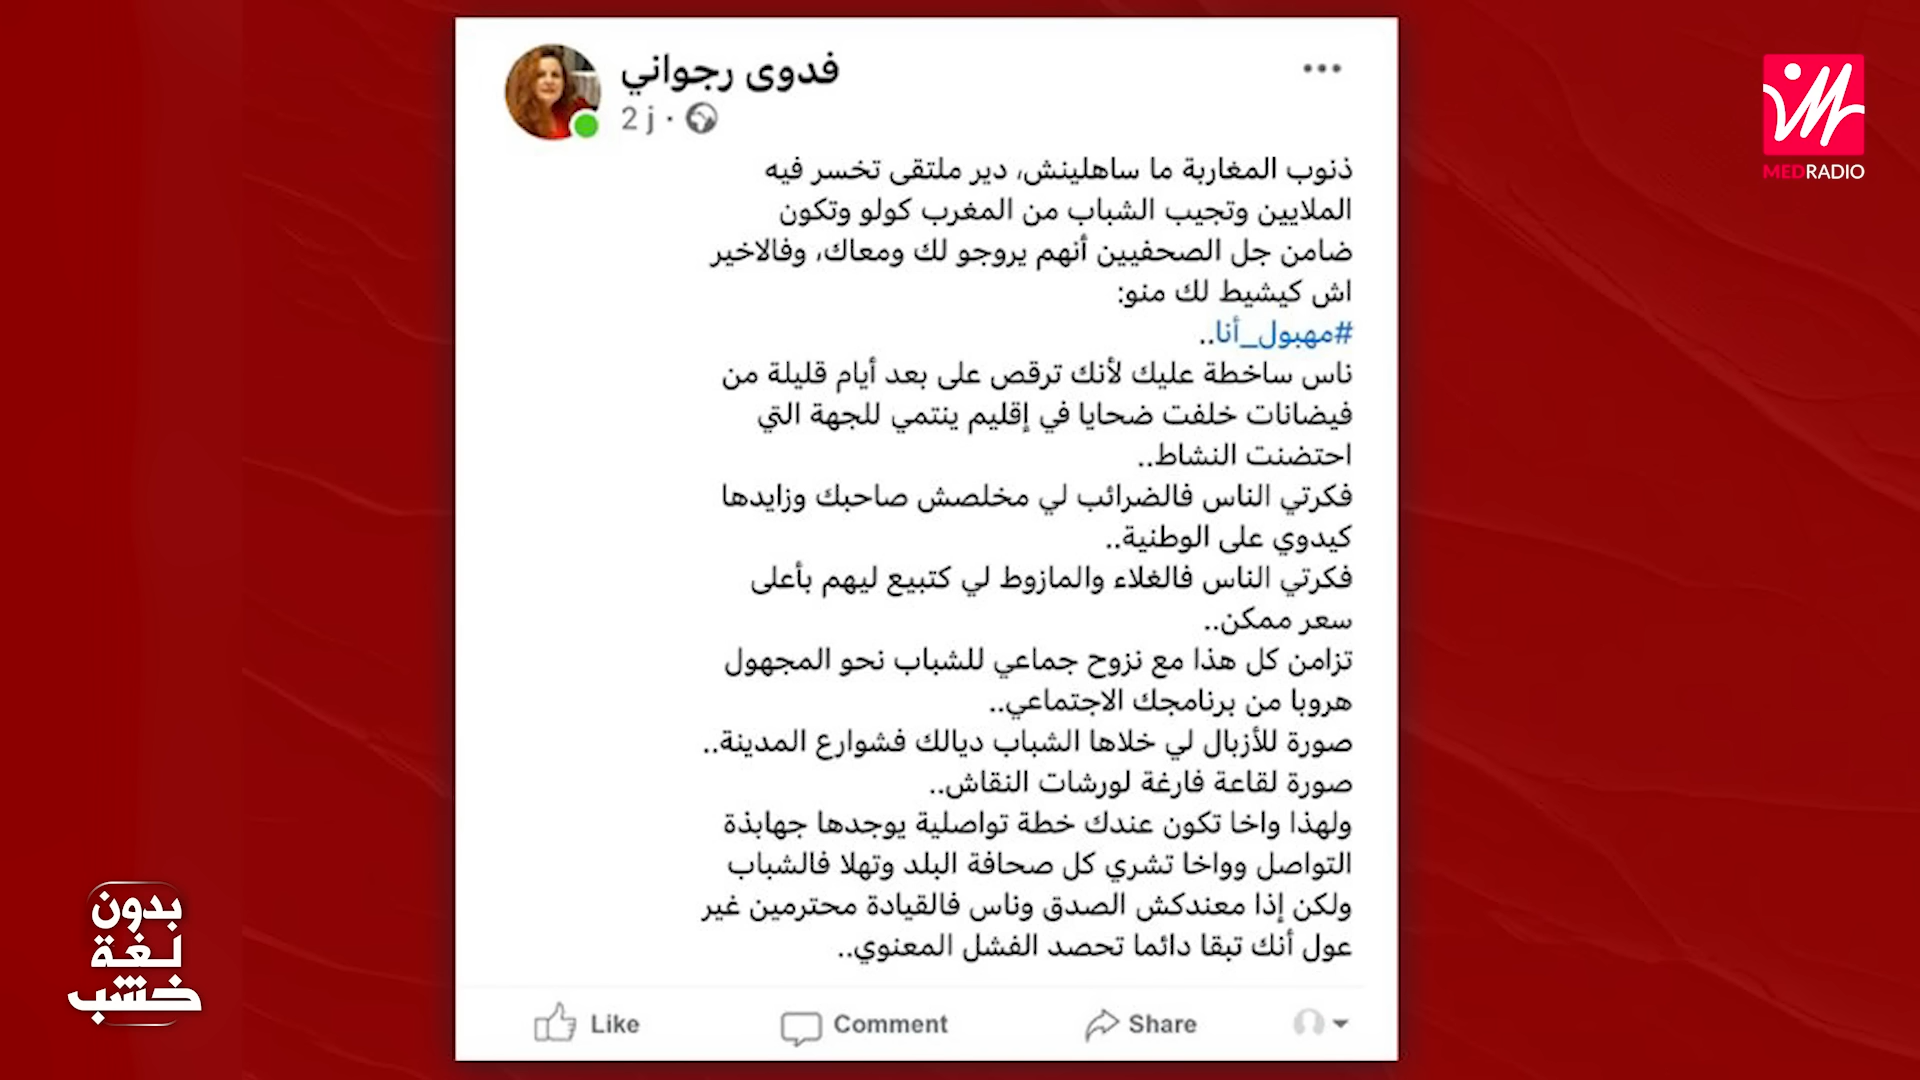 فدوى رجواني
2 j ·
ذنوب المغاربة ما ساهلينش، دير ملتقى تخسر فيه
الملايين وتجيب الشباب من المغرب كولو وتكون
ضامن جل الصحفيين أنهم يروجو لك ومعاك، وفالاخير
اش كيشيط لك منو:
#مهبول_أنا..
ناس ساخطة عليك لأنك ترقص على بعد أيام قليلة من
فيضانات خلفت ضحايا في إقليم ينتمي للجهة التي
احتضنت النشاط..
فكرتي الناس فالضرائب لي مخلصش صاحبك وزايدها
كيدوي على الوطنية..
فكرتي الناس فالغلاء والمازوط لي كتبيع ليهم بأعلى
سعر ممكن..
تزامن كل هذا مع نزوح جماعي للشباب نحو المجهول
هروبا من برنامجك الاجتماعي..
صورة للأزبال لي خلاها الشباب ديالك فشوارع المدينة..
صورة لقاعة فارغة لورشات النقاش..
ولهذا واخا تكون عندك خطة تواصلية يوجدها جهابذة
التواصل وواخا تشري كل صحافة البلد وتهلا فالشباب
ولكن إذا معندكش الصدق وناس فالقيادة محترمين غير
عول أنك تبقا دائما تحصد الفشل المعنوي..
Like
Comment
Share
MEDRADIO
بدون
لغة
خشب